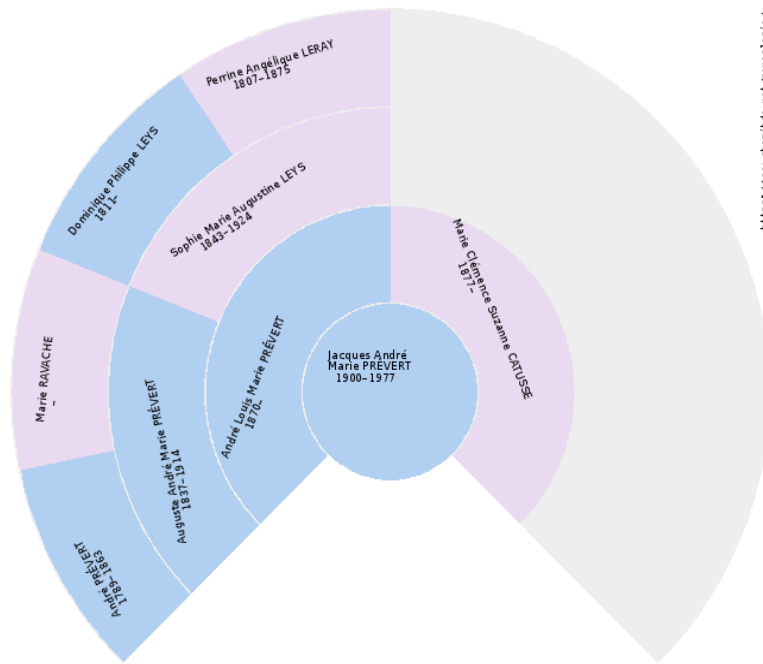 Perrine Angélique LERAY
1807–1875
Dominique Philippe LEYS
1811–
Sophie Marie Augustine LEYS
1843–1924
Marie RAVACHE
–
Auguste André Marie PRÉVERT
1837–1914
André PRÉVERT
1789–1863
André Louis Marie PRÉVERT
1870–
Jacques André
Marie PRÉVERT
1900–1977
Marie Clémence Suzanne CATUSSE
1877–